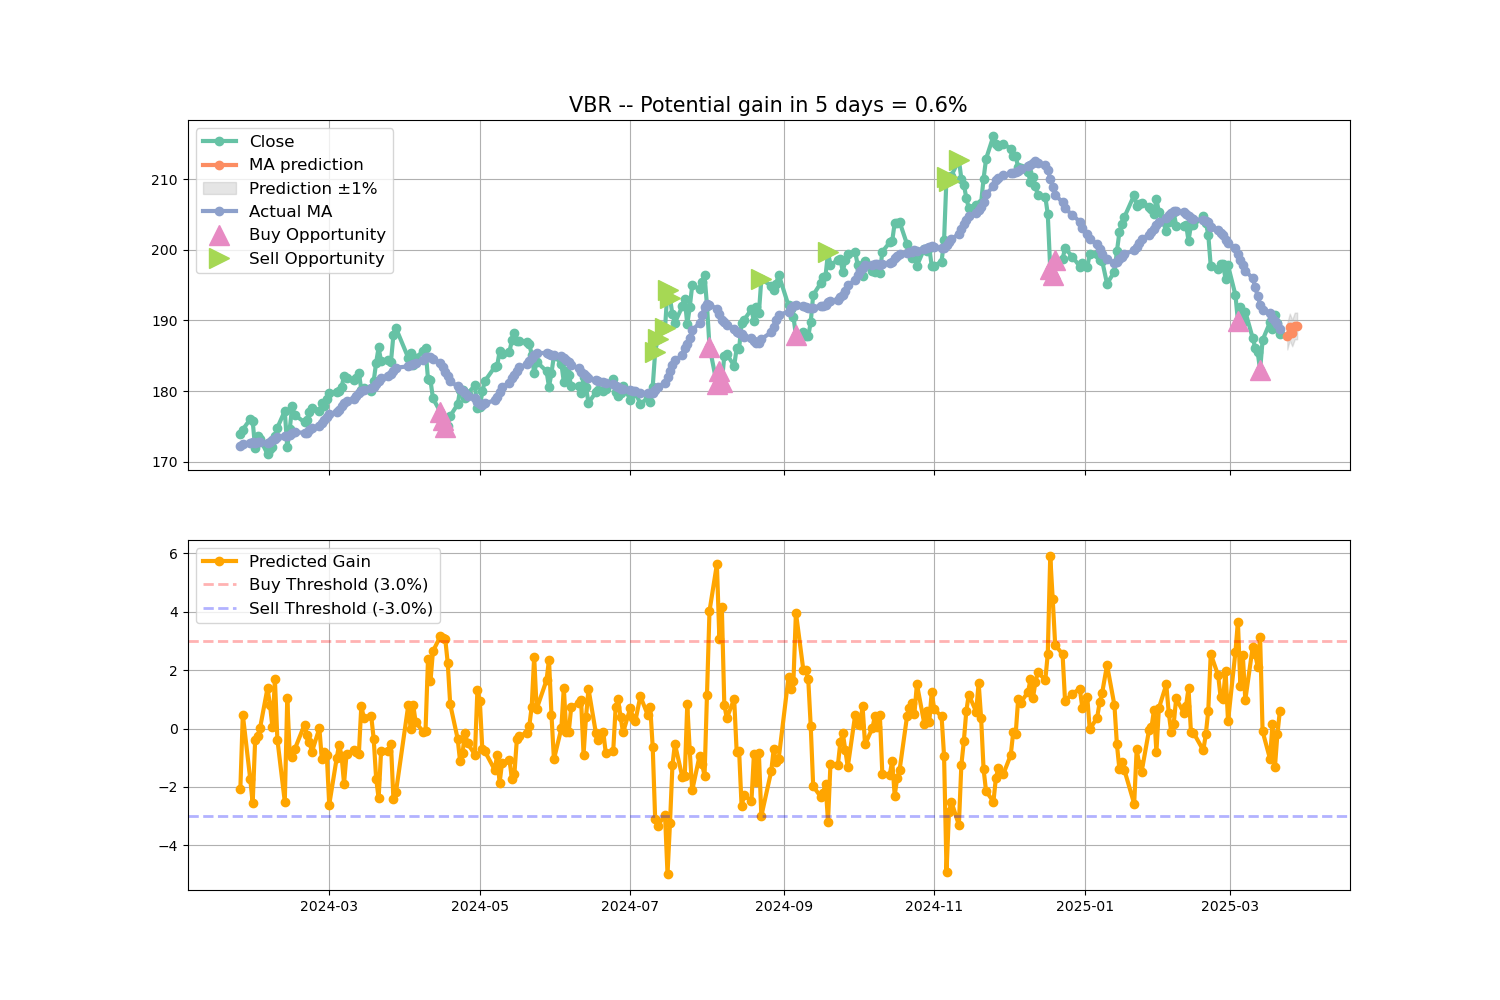 VBR -- Potential gain in 5 days = 0.6%
Close
MA prediction
Prediction ±1%
Actual MA
Buy Opportunity
Sell Opportunity
210
200
190
180
170
Predicted Gain
Buy Threshold (3.0%)
Sell Threshold (-3.0%)
6
4
2
0
−2
−4
2024-03 2024-05 2024-07 2024-09 2024-11 2025-01 2025-03